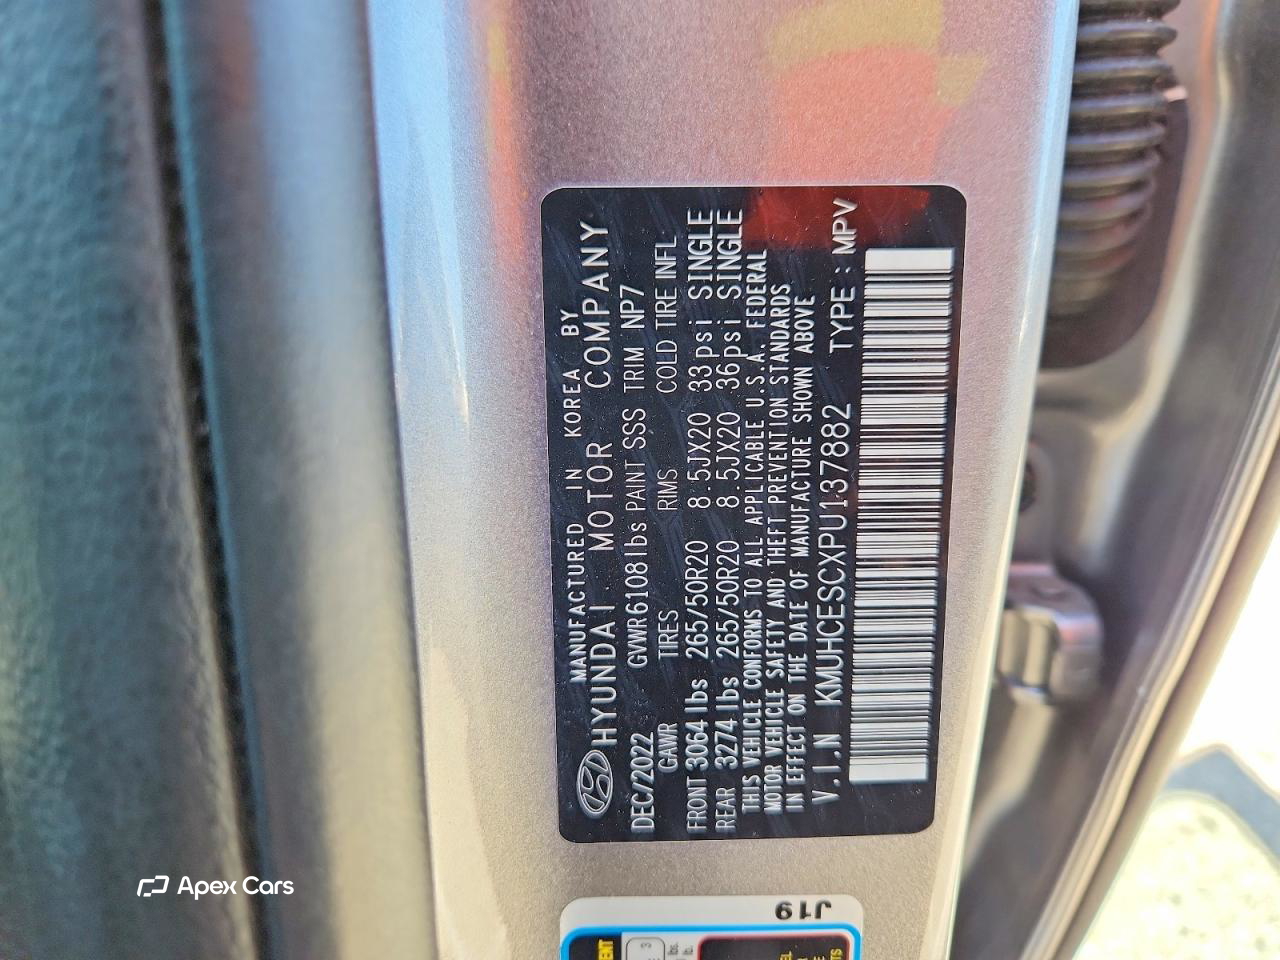 MANUFACTURED IN KOREA BY
HYUNDAI MOTOR COMPANY
DEC/2022 GVWR 6108lbs PAINT SSS TRIM NP7
GAWR TIRES RIMS COLD TIRE INFL
FRONT 3064 lbs 265/50R20 8.5JX20 33psi SINGLE
REAR 3274 lbs 265/50R20 8.5JX20 36psi SINGLE
THIS VEHICLE CONFORMS TO ALL APPLICABLE U.S.A. FEDERAL
MOTOR VEHICLE SAFETY AND THEFT PREVENTION STANDARDS
IN EFFECT ON THE DATE OF MANUFACTURE SHOWN ABOVE
V.I.N KMUHCESCXPU137882 TYPE : MPV
J19
Apex Cars